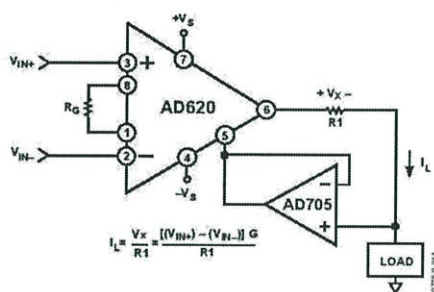 +VS
VIN+
3
+
7
8
RG
AD620
6
+ VX –
R1
1
5
VIN–
2
–
4
–VS
IL
–
AD705
+
IL= VX / R1 = [(VIN+) – (VIN–)] G / R1
LOAD